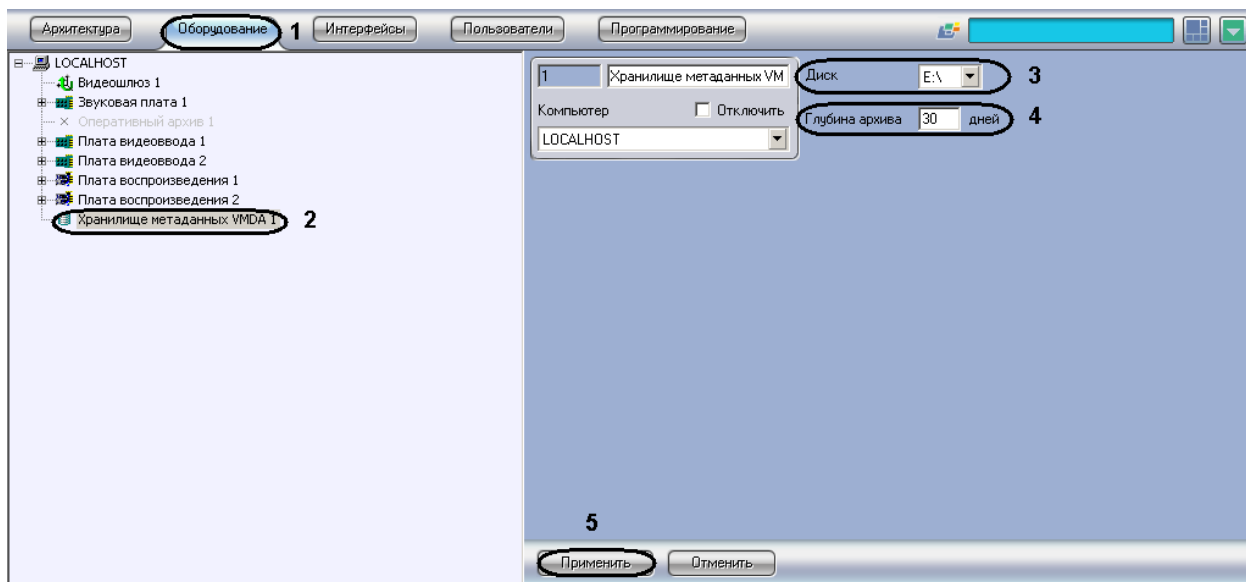 Архитектура Оборудование 1 Интерфейсы Пользователи Программирование
LOCALHOST
Видеошлюз 1
Звуковая плата 1
Оперативный архив 1
Плата видеоввода 1
Плата видеоввода 2
Плата воспроизведения 1
Плата воспроизведения 2
Хранилище метаданных VMDA 1 2
1 Хранилище метаданных VM
Компьютер Отключить
LOCALHOST
Диск E:\ 3
Глубина архива 30 дней 4
5
Применить Отменить